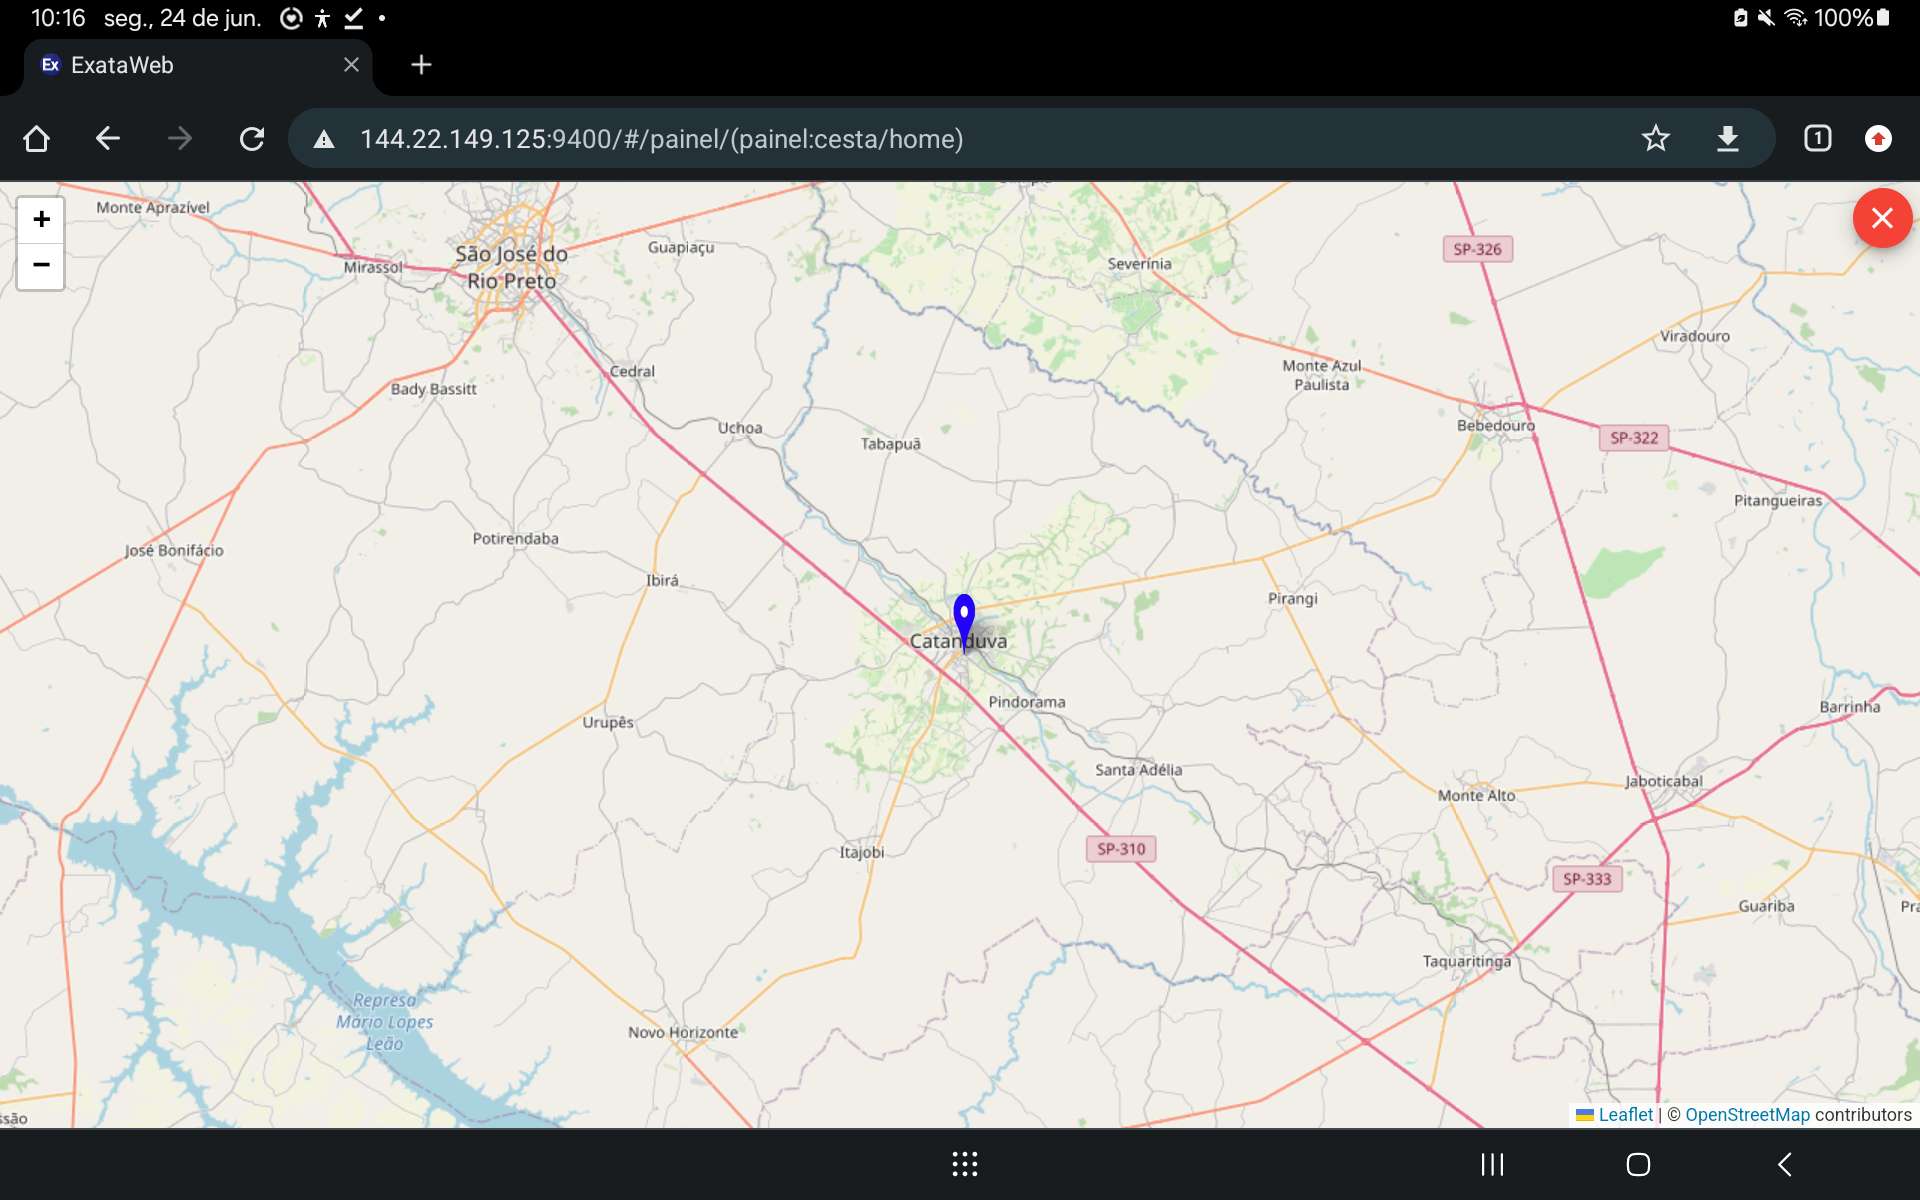 10:16 seg., 24 de jun.
100%
Ex ExataWeb
144.22.149.125:9400/#/painel/(painel:cesta/home)
1
+
−
Monte Aprazível
São José do
Rio Preto
Mirassol
Guapiaçu
Severínia
SP-326
Viradouro
Cedral
Bady Bassitt
Monte Azul
Paulista
Uchoa
Tabapuã
Bebedouro
SP-322
Pitangueiras
José Bonifácio
Potirendaba
Ibirá
Pirangi
Catanduva
Pindorama
Barrinha
Urupês
Santa Adélia
Jaboticabal
Monte Alto
Itajobi
SP-310
SP-333
Guariba
Pra
Taquaritinga
Represa
Mário Lopes
Leão
Novo Horizonte
ssão
Leaflet | © OpenStreetMap contributors